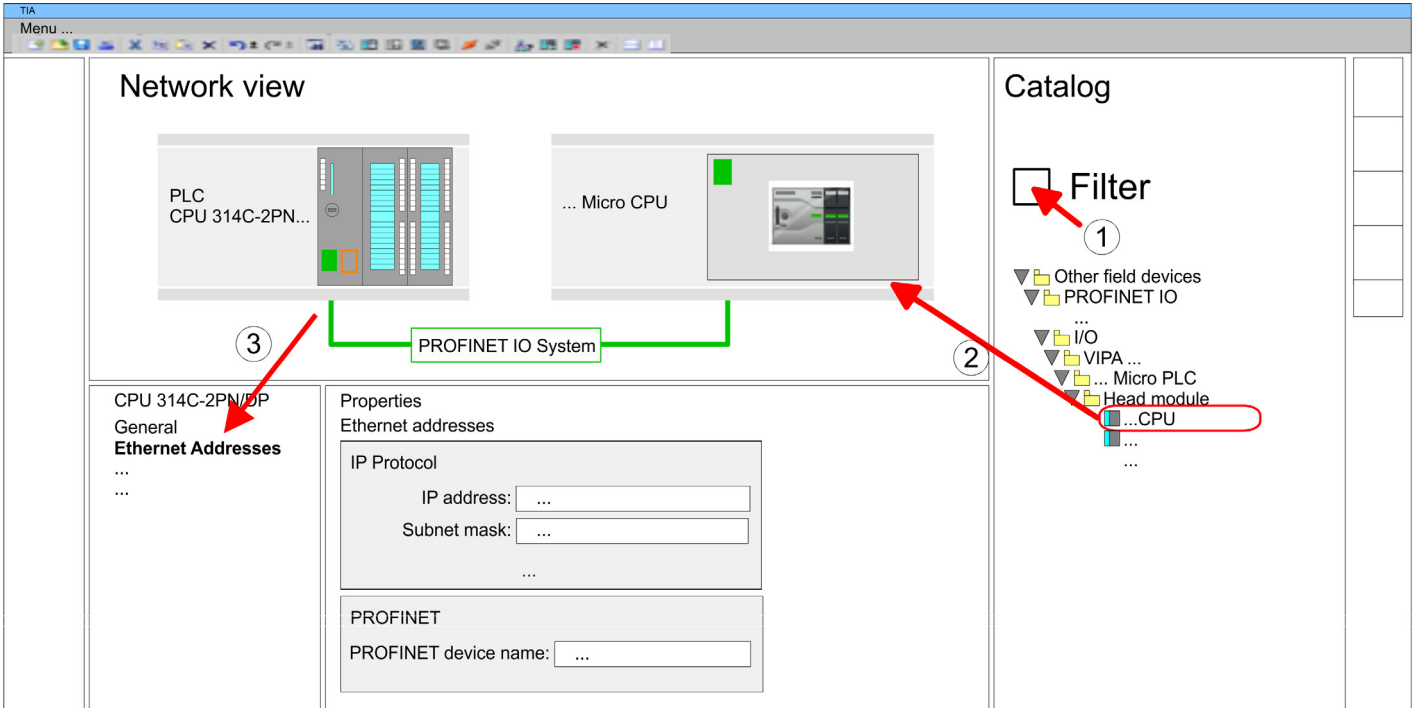 TIA
Menu ...
Network view
PLC
CPU 314C-2PN...
... Micro CPU
PROFINET IO System
3
2
Catalog
Filter
1
Other field devices
PROFINET IO
...
I/O
VIPA ...
... Micro PLC
Head module
...CPU
...
...
CPU 314C-2PN/DP
General
Ethernet Addresses
...
...
Properties
Ethernet addresses
IP Protocol
IP address: ...
Subnet mask: ...
...
PROFINET
PROFINET device name: ...